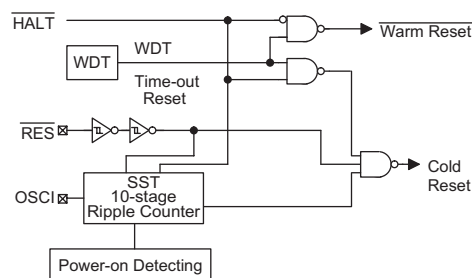 HALT
Warm Reset
WDT
WDT
Time-out
Reset
RES
Cold
Reset
OSCI
SST
10-stage
Ripple Counter
Power-on Detecting